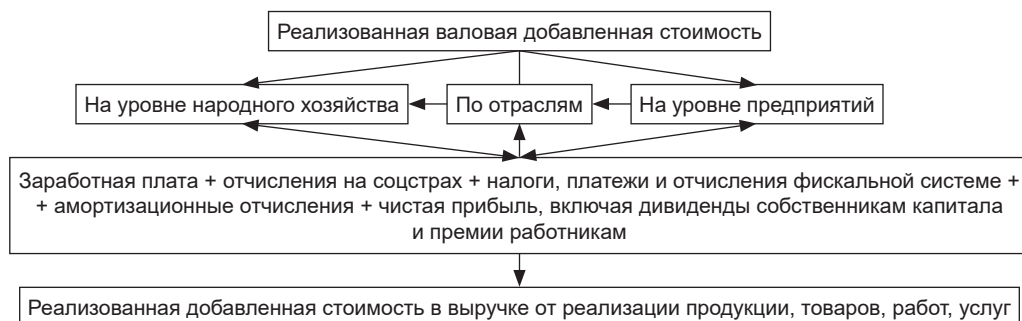 Реализованная валовая добавленная стоимость
На уровне народного хозяйства
По отраслям
На уровне предприятий
Заработная плата + отчисления на соцстрах + налоги, платежи и отчисления фискальной системе +
+ амортизационные отчисления + чистая прибыль, включая дивиденды собственникам капитала
и премии работникам
Реализованная добавленная стоимость в выручке от реализации продукции, товаров, работ, услуг